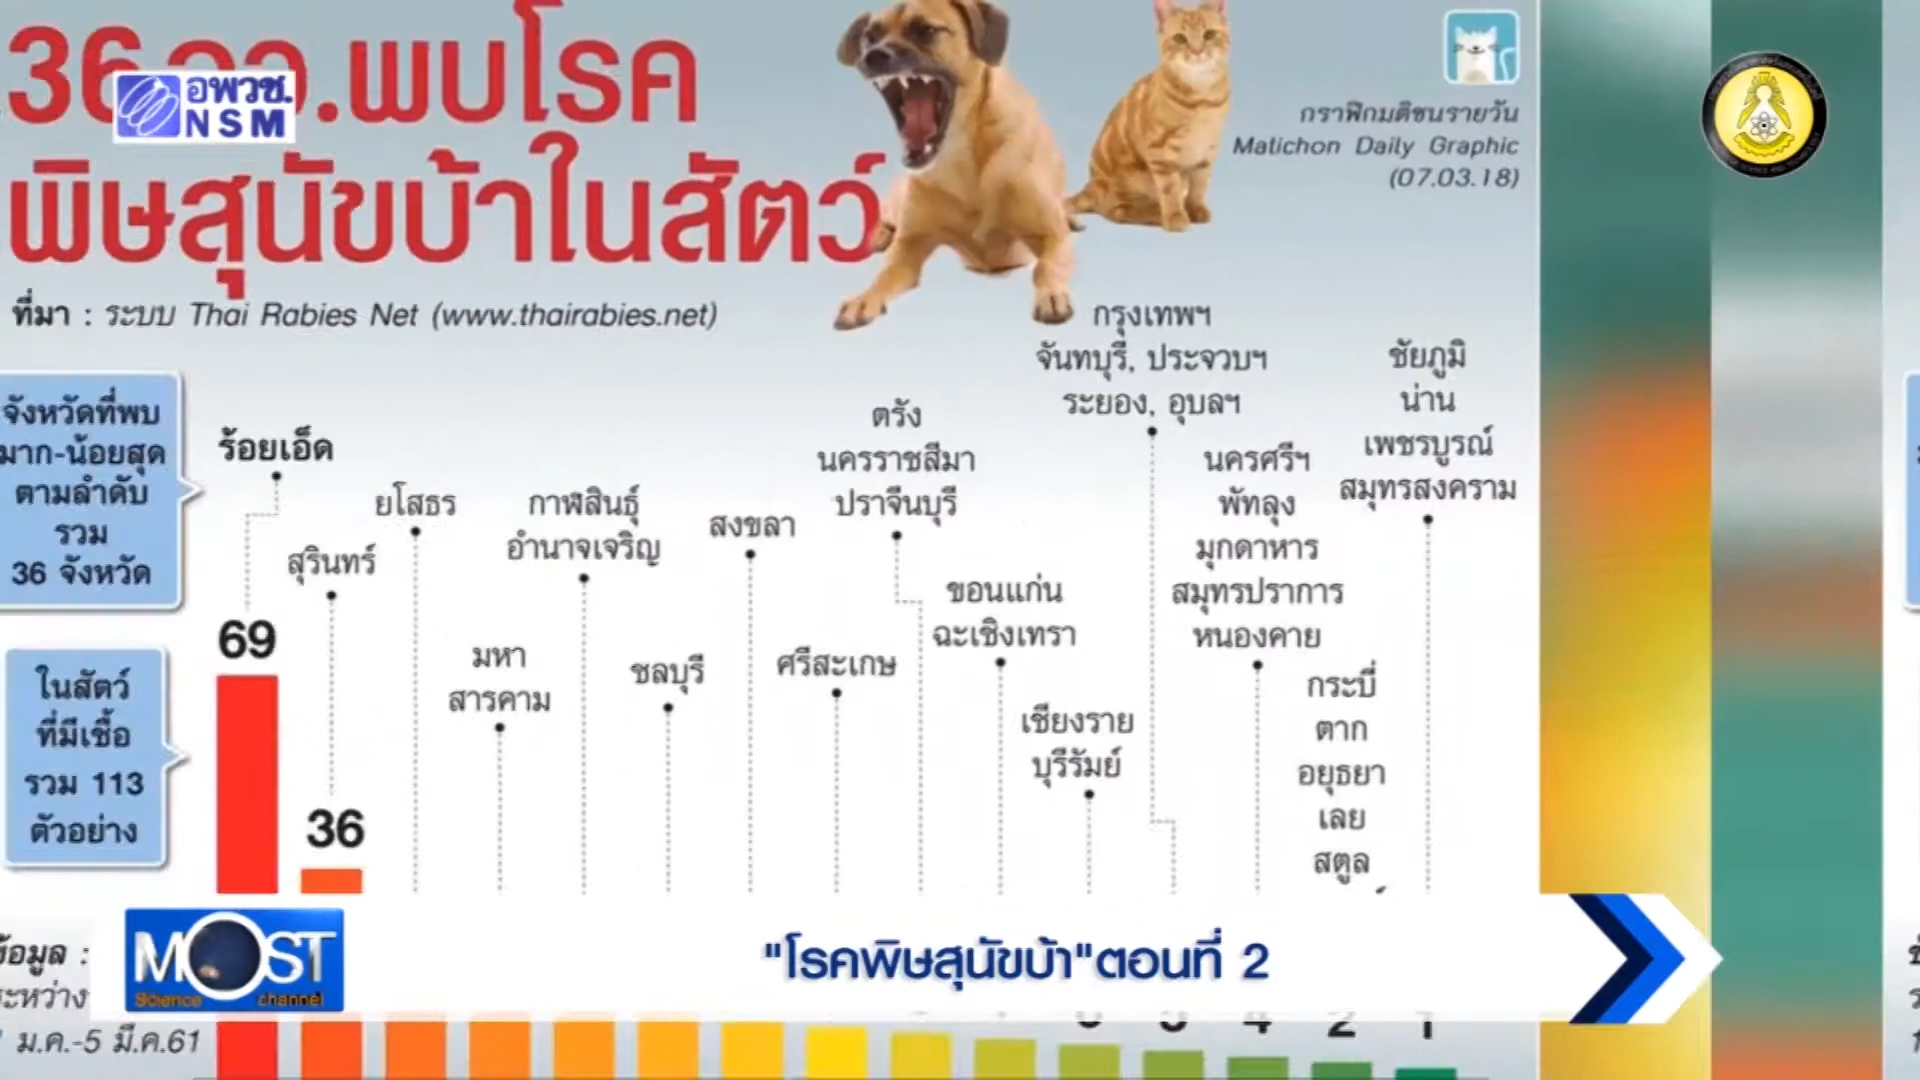 36 จว.พบโรค
พิษสุนัขบ้าในสัตว์
อพวช.
NSM
กราฟิกมติชนรายวัน
Matichon Daily Graphic
(07.03.18)
ที่มา : ระบบ Thai Rabies Net (www.thairabies.net)
จังหวัดที่พบ
มาก-น้อยสุด
ตามลำดับ
รวม
36 จังหวัด
ในสัตว์
ที่มีเชื้อ
รวม 113
ตัวอย่าง
ร้อยเอ็ด
69
สุรินทร์
36
ยโสธร
มหา
สารคาม
กาฬสินธุ์
อำนาจเจริญ
ชลบุรี
สงขลา
ศรีสะเกษ
ตรัง
นครราชสีมา
ปราจีนบุรี
ขอนแก่น
ฉะเชิงเทรา
เชียงราย
บุรีรัมย์
กรุงเทพฯ
จันทบุรี, ประจวบฯ
ระยอง, อุบลฯ
นครศรีฯ
พัทลุง
มุกดาหาร
สมุทรปราการ
หนองคาย
กระบี่
ตาก
อยุธยา
เลย
สตูล
ชัยภูมิ
น่าน
เพชรบูรณ์
สมุทรสงคราม
MOST
Science channel
"โรคพิษสุนัขบ้า"ตอนที่ 2
ข้อมูล :
ระหว่าง
ม.ค.-5 มี.ค.61
4 2 1